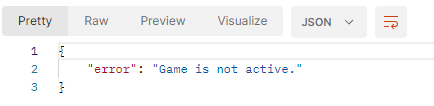 Pretty Raw Preview Visualize JSON
1 {
2 "error": "Game is not active."
3 }